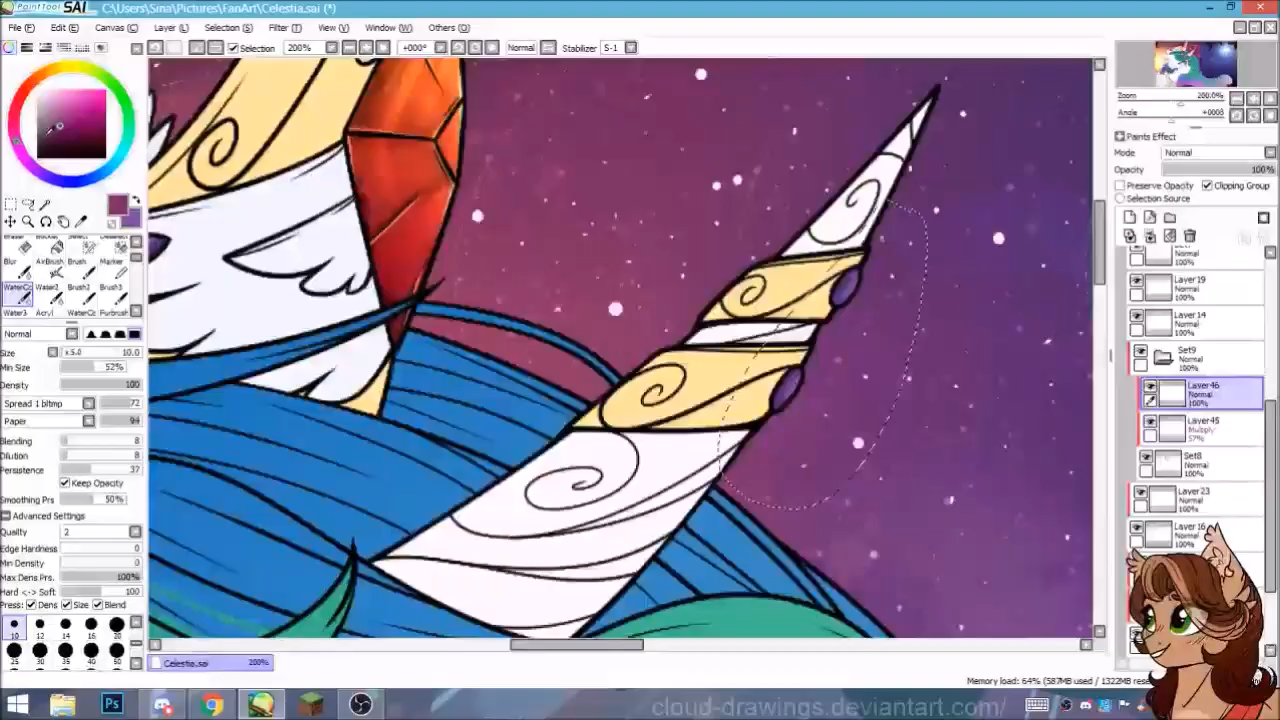 PaintTool SAI C:\Users\Sina\Pictures\FanArt\Celestia.sai (*)
File (F) Edit (E) Canvas (C) Layer (L) Selection (S) Filter (T) View (V) Window (W) Others (O)
Selection 200% +000° Normal Stabilizer S-1
Zoom 200.0%
Angle +000°
Paints Effect
Mode Normal
Opacity 100%
Preserve Opacity Clipping Group
Selection Source
Layer19
Normal
100%
Layer14
Normal
100%
Set9
Normal
100%
Layer46
Normal
100%
Layer45
Multiply
57%
Set8
Normal
100%
Layer23
Normal
100%
Layer16
Normal
100%
Blur AirBrush Brush Marker
Water2 Brush2 Brush3
Water3 Acryl
Normal
Size x 5.0 10.0
Min Size 52%
Density 100
Spread 1 bitmp 72
Paper 94
Blending 8
Dilution 8
Persistence 37
Keep Opacity
Smoothing Prs 50%
Advanced Settings
Quality 2
Edge Hardness 0
Min Density 0
Max Dens Prs. 100%
Hard <-> Soft 100
Press: Dens Size Blend
10 12 14 16 20
25 30 35 40 50
Celestia.sai 200%
Memory load: 64% (587MB used / 1322MB
Ps
cloud-drawings.deviantart.com/